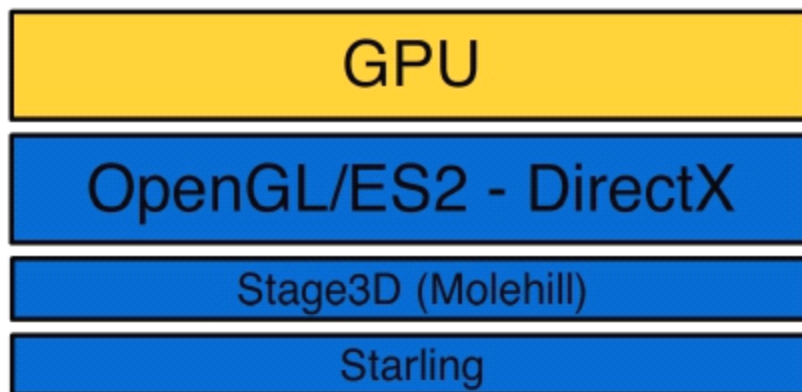 GPU
OpenGL/ES2 - DirectX
Stage3D (Molehill)
Starling